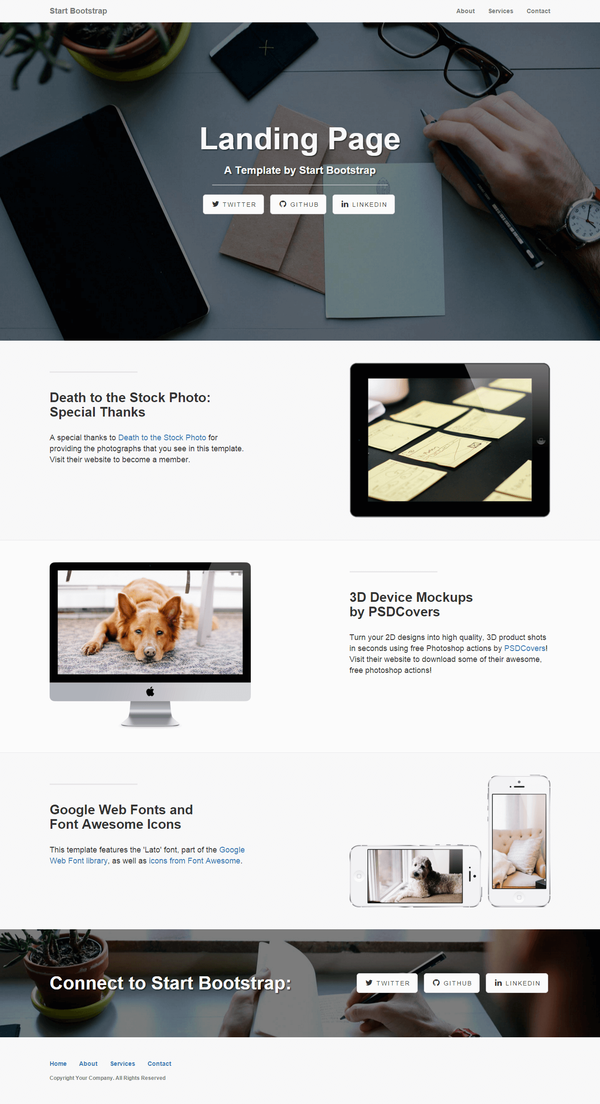 Start Bootstrap
About Services Contact
Landing Page
A Template by Start Bootstrap
TWITTER GITHUB LINKEDIN
Death to the Stock Photo:
Special Thanks
A special thanks to Death to the Stock Photo for
providing the photographs that you see in this template.
Visit their website to become a member.
3D Device Mockups
by PSDCovers
Turn your 2D designs into high quality, 3D product shots
in seconds using free Photoshop actions by PSDCovers!
Visit their website to download some of their awesome,
free photoshop actions!
Google Web Fonts and
Font Awesome Icons
This template features the 'Lato' font, part of the Google
Web Font library, as well as icons from Font Awesome.
Connect to Start Bootstrap:
TWITTER GITHUB LINKEDIN
Home About Services Contact
Copyright Your Company. All Rights Reserved